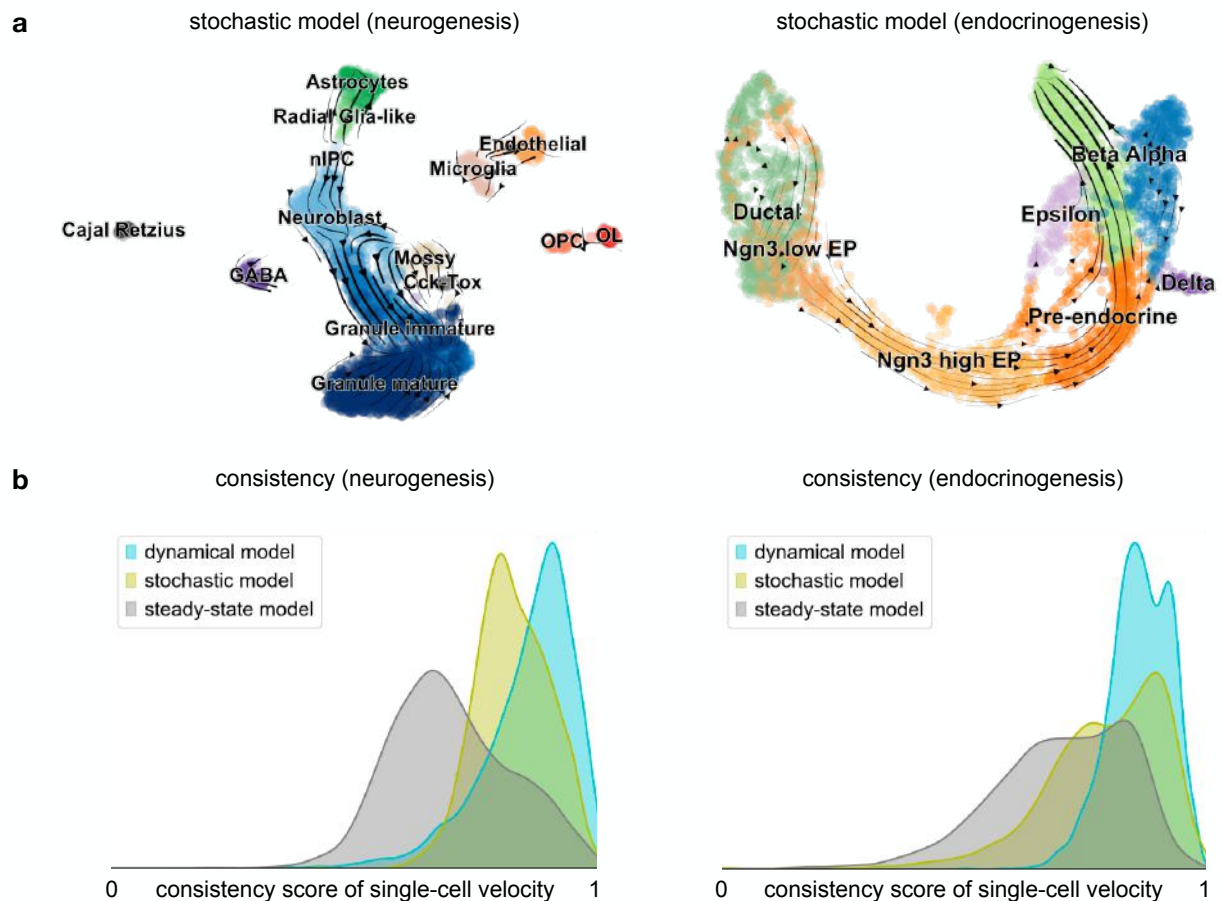 a
stochastic model (neurogenesis)
stochastic model (endocrinogenesis)
Astrocytes
Radial Glia-like
nIPC
Neuroblast
Endothelial
Microglia
Cajal Retzius
OPC
OL
GABA
Mossy
Cck-Tox
Granule immature
Granule mature
Beta
Alpha
Ductal
Epsilon
Ngn3 low EP
Delta
Pre-endocrine
Ngn3 high EP
b
consistency (neurogenesis)
consistency (endocrinogenesis)
dynamical model
stochastic model
steady-state model
dynamical model
stochastic model
steady-state model
0
consistency score of single-cell velocity
1
0
consistency score of single-cell velocity
1